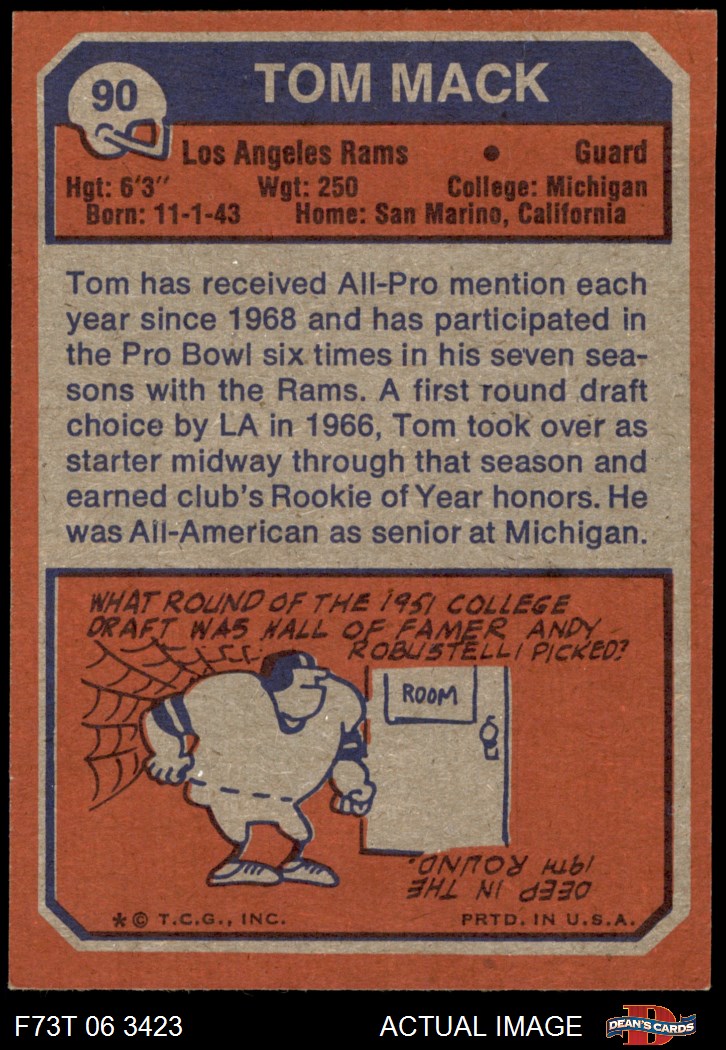 90
TOM MACK
Los Angeles Rams • Guard
Hgt: 6'3" Wgt: 250 College: Michigan
Born: 11-1-43 Home: San Marino, California
Tom has received All-Pro mention each
year since 1968 and has participated in
the Pro Bowl six times in his seven sea-
sons with the Rams. A first round draft
choice by LA in 1966, Tom took over as
starter midway through that season and
earned club's Rookie of Year honors. He
was All-American as senior at Michigan.
WHAT ROUND OF THE 1951 COLLEGE
DRAFT WAS HALL OF FAMER ANDY
ROBUSTELLI PICKED?
ROOM
DEEP IN THE
19TH ROUND.
* © T.C.G., INC. PRTD. IN U.S.A.
F73T 06 3423 ACTUAL IMAGE
D
DEAN'S CARDS